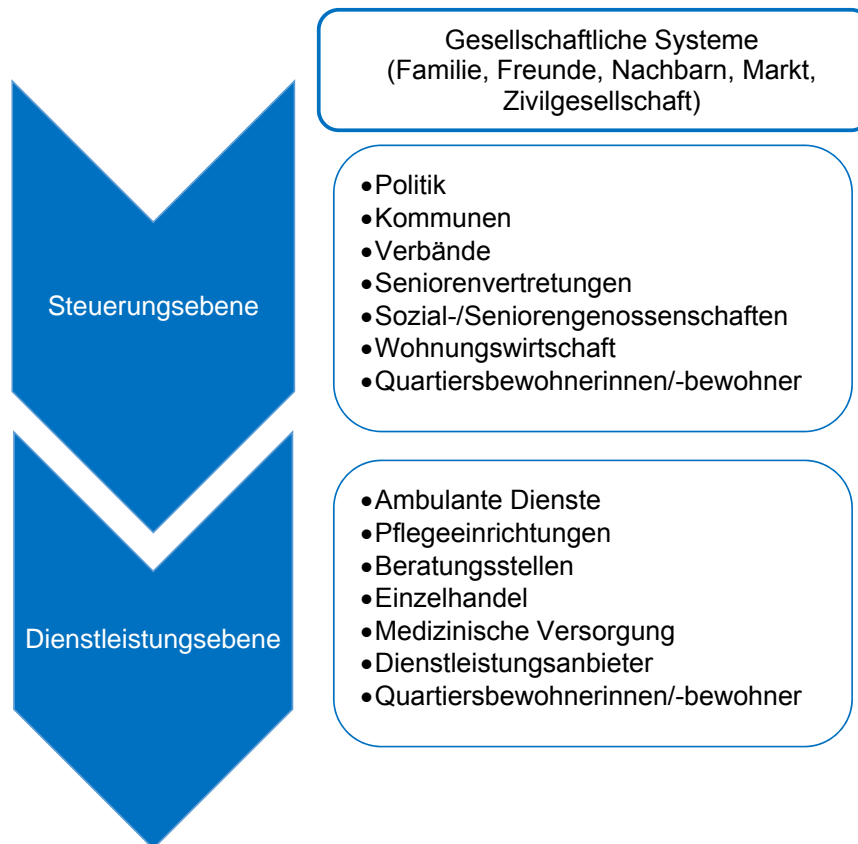 Gesellschaftliche Systeme
(Familie, Freunde, Nachbarn, Markt,
Zivilgesellschaft)
Steuerungsebene
•Politik
•Kommunen
•Verbände
•Seniorenvertretungen
•Sozial-/Seniorengenossenschaften
•Wohnungswirtschaft
•Quartiersbewohnerinnen/-bewohner
Dienstleistungsebene
•Ambulante Dienste
•Pflegeeinrichtungen
•Beratungsstellen
•Einzelhandel
•Medizinische Versorgung
•Dienstleistungsanbieter
•Quartiersbewohnerinnen/-bewohner